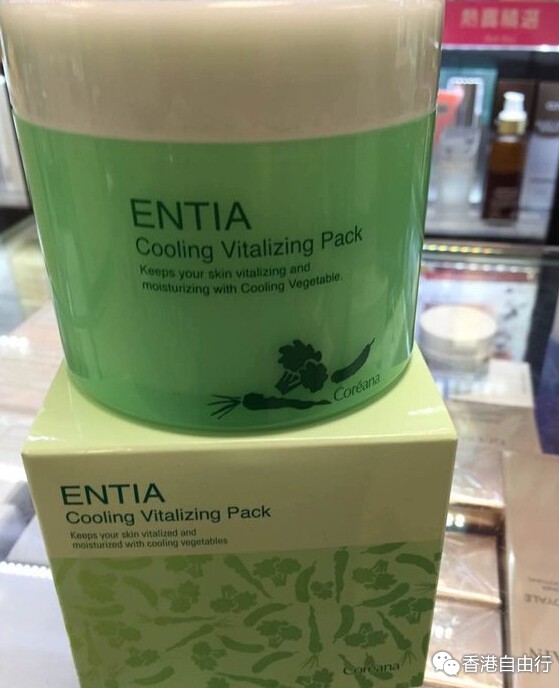 熱賣精選
ENTIA
Cooling Vitalizing Pack
Keeps your skin vitalizing and
moisturizing with Cooling Vegetable.
Coréana
ENTIA
Cooling Vitalizing Pack
Keeps your skin vitalized and
moisturized with cooling vegetables
Coréana
香港自由行